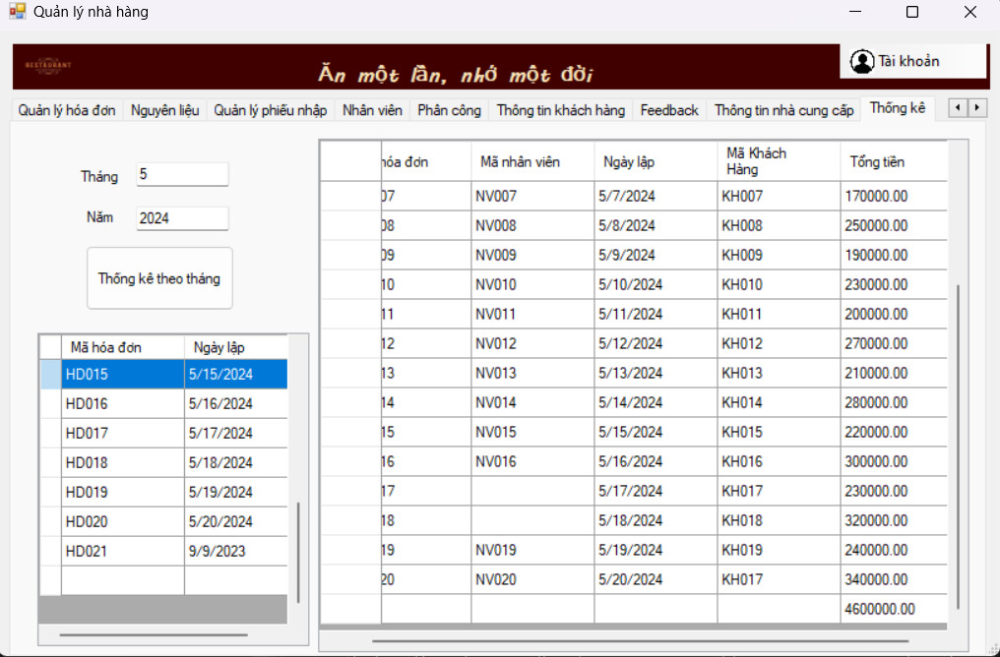 Quản lý nhà hàng
RESTAURANT
Ăn một lần, nhớ một đời
Tài khoản
Quản lý hóa đơn Nguyên liệu Quản lý phiếu nhập Nhân viên Phân công Thông tin khách hàng Feedback Thông tin nhà cung cấp Thống kê
Tháng 5
Năm 2024
Thống kê theo tháng
Mã hóa đơn Ngày lập
HD015 5/15/2024
HD016 5/16/2024
HD017 5/17/2024
HD018 5/18/2024
HD019 5/19/2024
HD020 5/20/2024
HD021 9/9/2023
hóa đơn Mã nhân viên Ngày lập Mã Khách Hàng Tổng tiền
07 NV007 5/7/2024 KH007 170000.00
08 NV008 5/8/2024 KH008 250000.00
09 NV009 5/9/2024 KH009 190000.00
10 NV010 5/10/2024 KH010 230000.00
11 NV011 5/11/2024 KH011 200000.00
12 NV012 5/12/2024 KH012 270000.00
13 NV013 5/13/2024 KH013 210000.00
14 NV014 5/14/2024 KH014 280000.00
15 NV015 5/15/2024 KH015 220000.00
16 NV016 5/16/2024 KH016 300000.00
17 5/17/2024 KH017 230000.00
18 5/18/2024 KH018 320000.00
19 NV019 5/19/2024 KH019 240000.00
20 NV020 5/20/2024 KH017 340000.00
4600000.00